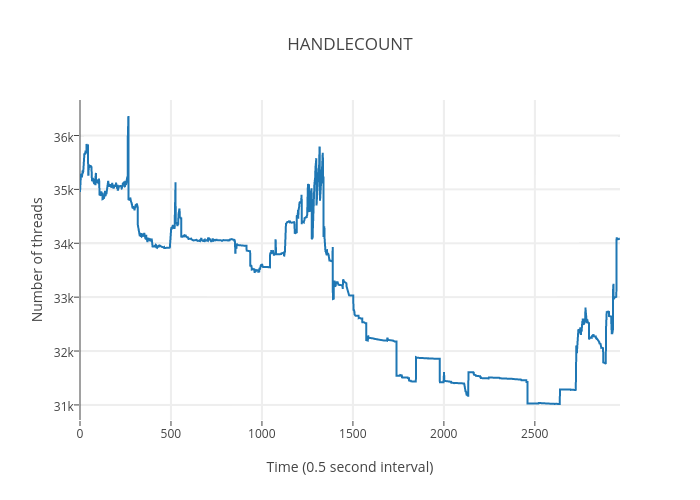 HANDLECOUNT
Number of threads
36k
35k
34k
33k
32k
31k
0 500 1000 1500 2000 2500
Time (0.5 second interval)